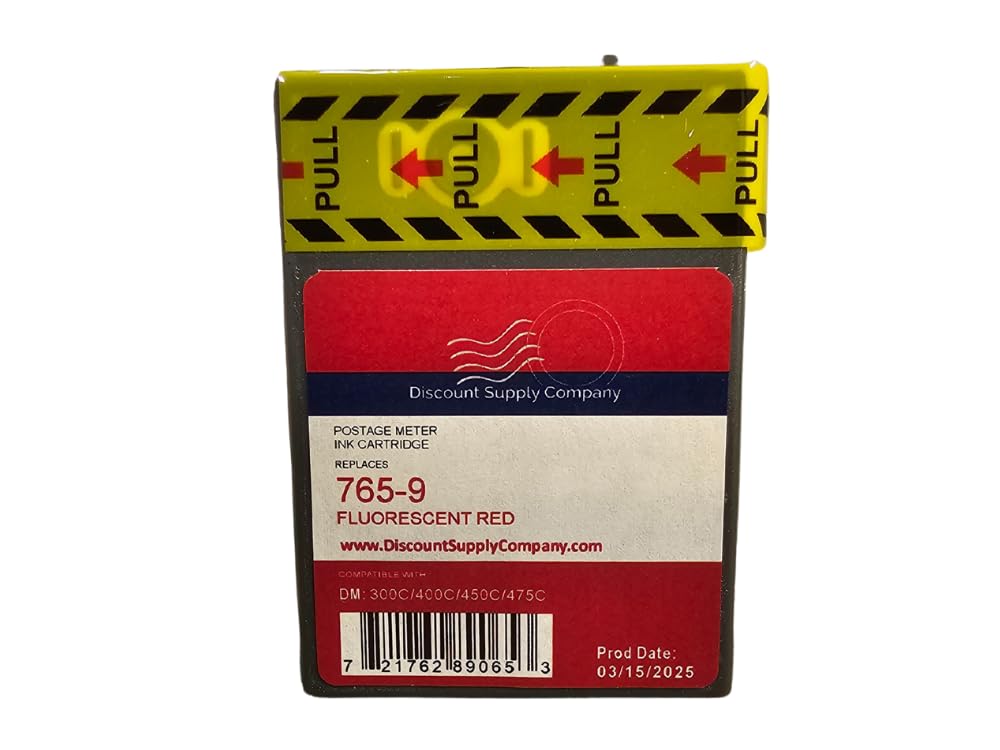 PULL PULL PULL PULL
Discount Supply Company
POSTAGE METER
INK CARTRIDGE
REPLACES
765-9
FLUORESCENT RED
www.DiscountSupplyCompany.com
COMPATIBLE WITH
DM: 300C/400C/450C/475C
7 21762 89065 3
Prod Date:
03/15/2025